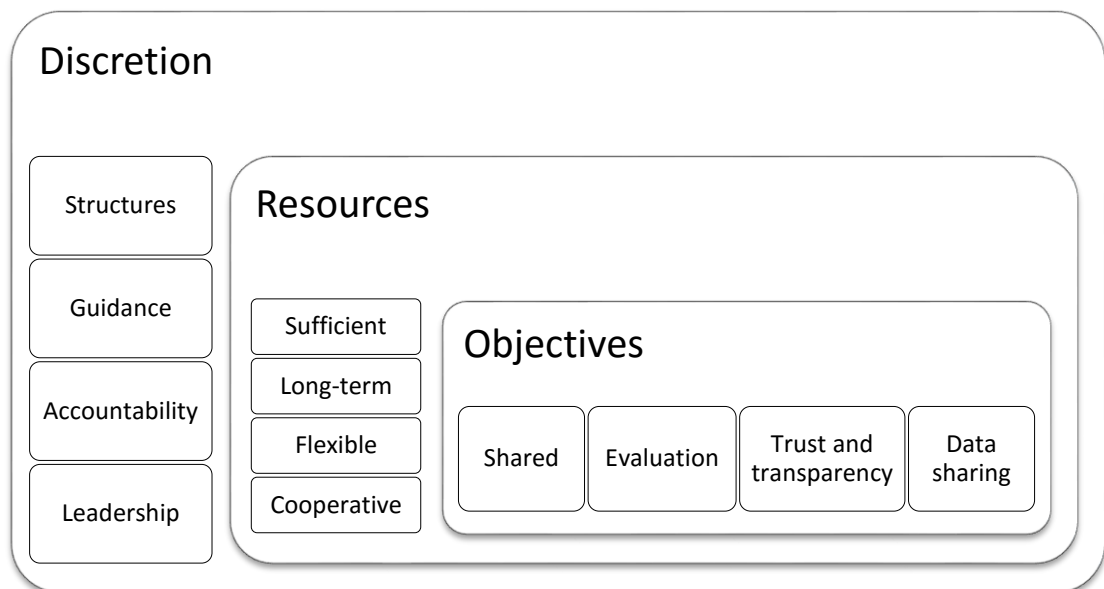 Discretion
Structures
Guidance
Accountability
Leadership
Resources
Sufficient
Long-term
Flexible
Cooperative
Objectives
Shared
Evaluation
Trust and
transparency
Data
sharing